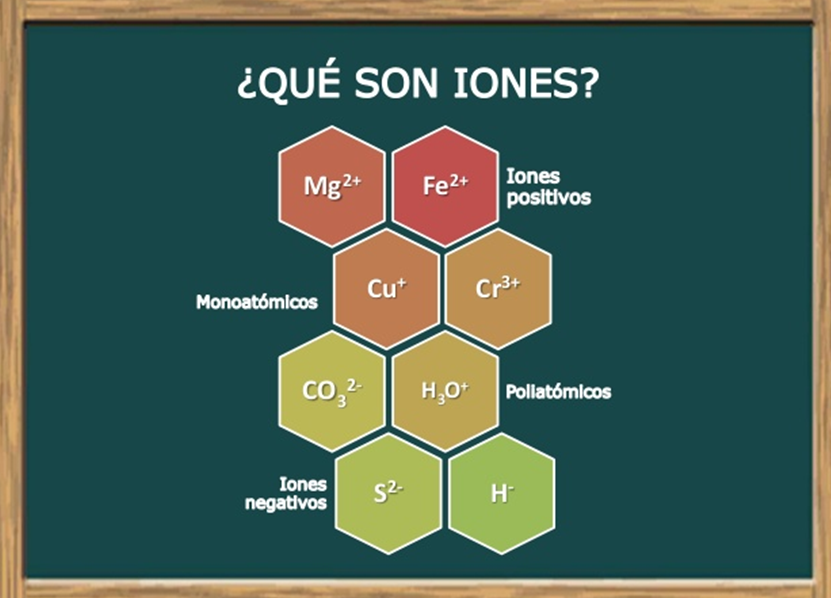 ¿QUÉ SON IONES?
Mg²⁺ Fe²⁺ Iones
positivos
Monoatómicos Cu⁺ Cr³⁺
CO₃²⁻ H₃O⁺ Poliatómicos
Iones
negativos S²⁻ H⁻